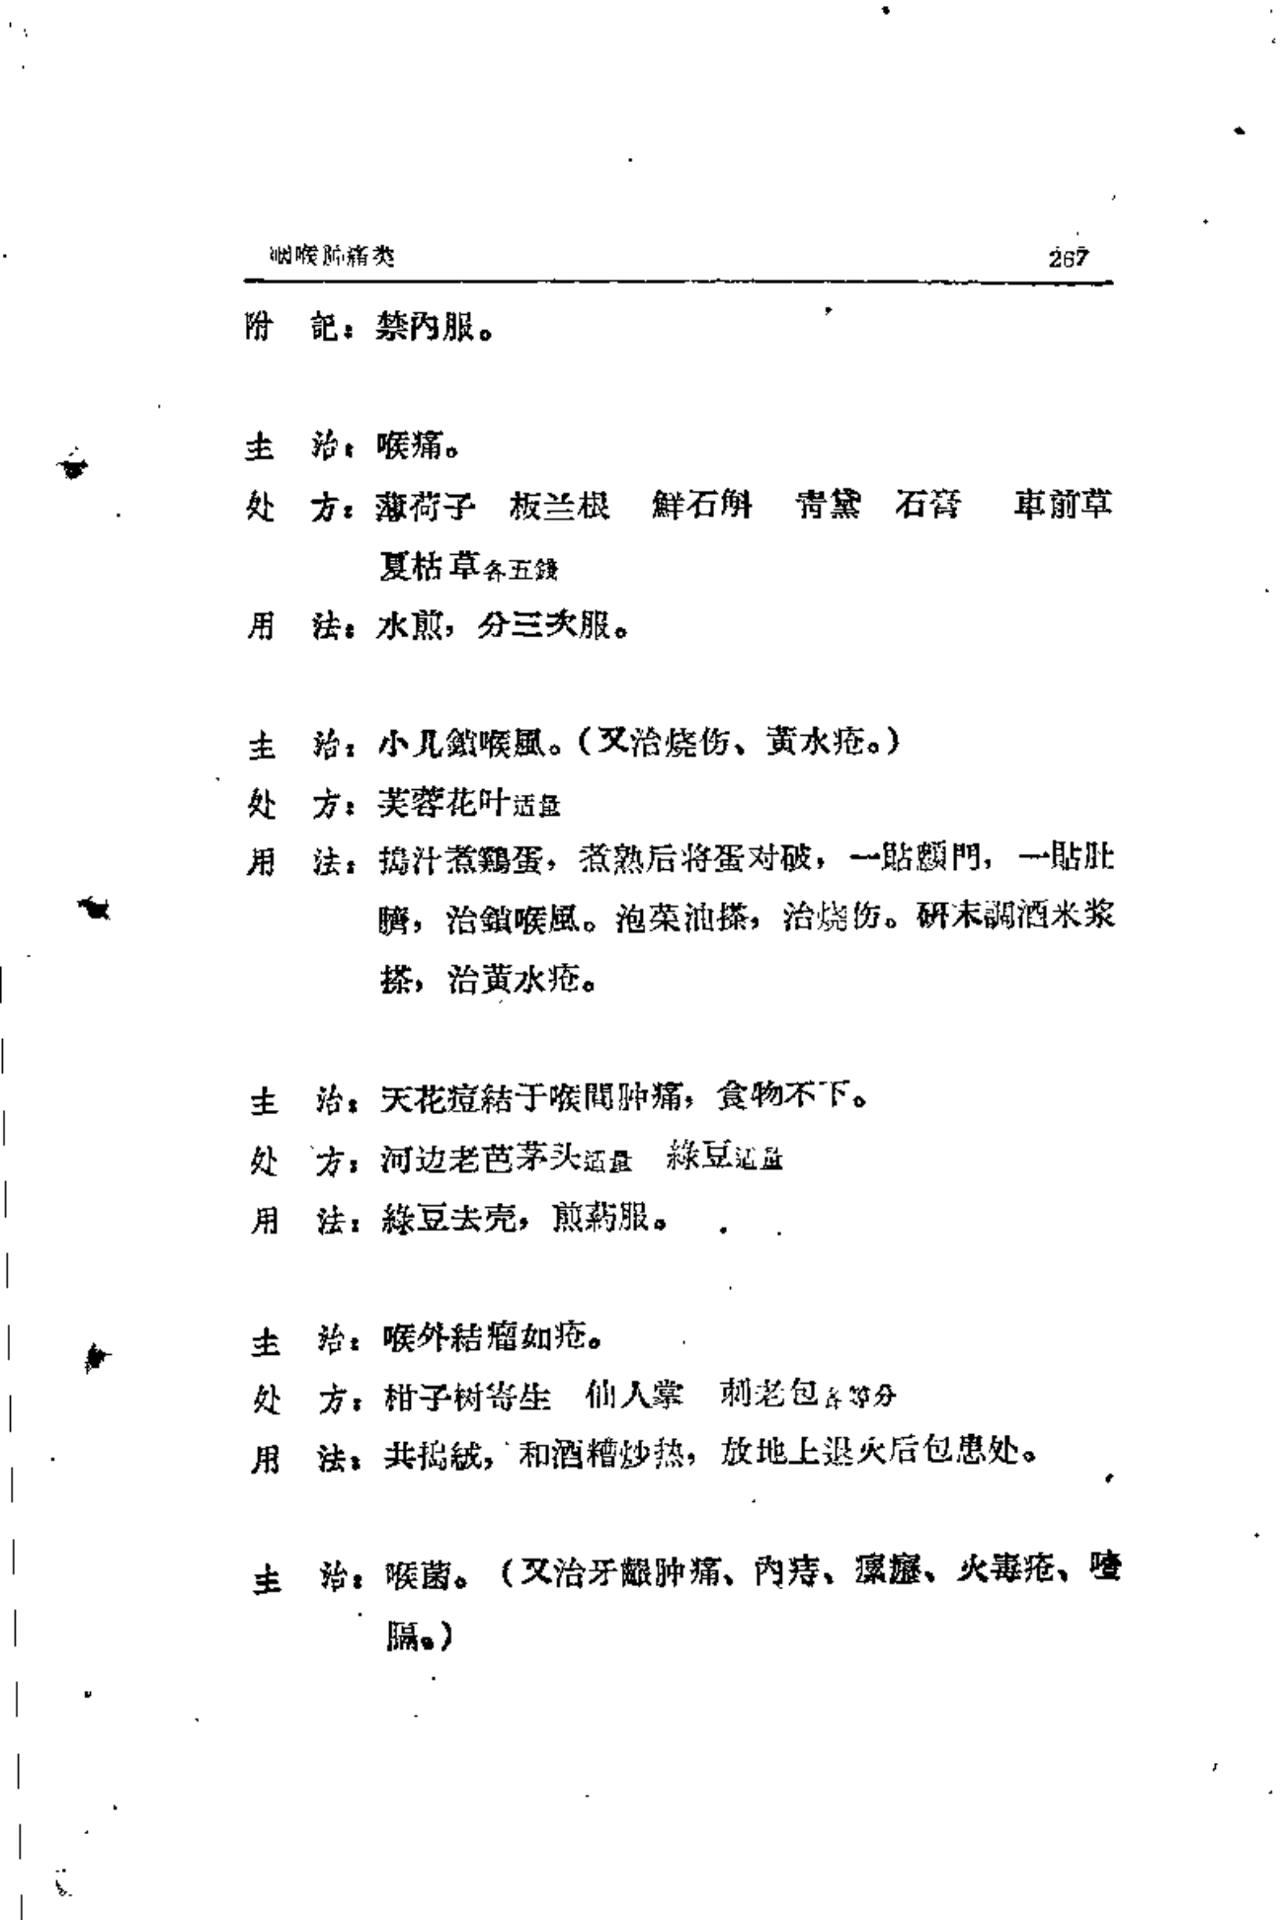 咽喉肿痛类 267
附 記：禁內服。
主 治：喉痛。
处 方：薄荷子 板兰根 鮮石斛 青黛 石膏 車前草
夏枯草各五錢
用 法：水煎，分三次服。
主 治：小儿鎖喉風。（又治烧伤、黃水疮。）
处 方：芙蓉花叶适量
用 法：搗汁煮鷄蛋，煮熟后将蛋对破，一貼顖門，一貼肚
臍，治鎖喉風。泡菜油搽，治烧伤。研末調酒米浆
搽，治黃水疮。
主 治：天花痘結于喉間肿痛，食物不下。
处 方：河边老芭茅头适量 綠豆适量
用 法：綠豆去壳，煎葯服。
主 治：喉外結瘤如疮。
处 方：柑子树寄生 仙人掌 刺老包各等分
用 法：共搗絨，和酒糟炒热，放地上退火后包患处。
主 治：喉菌。（又治牙齦肿痛、內痔、瘰癧、火毒疮、噎
膈。）